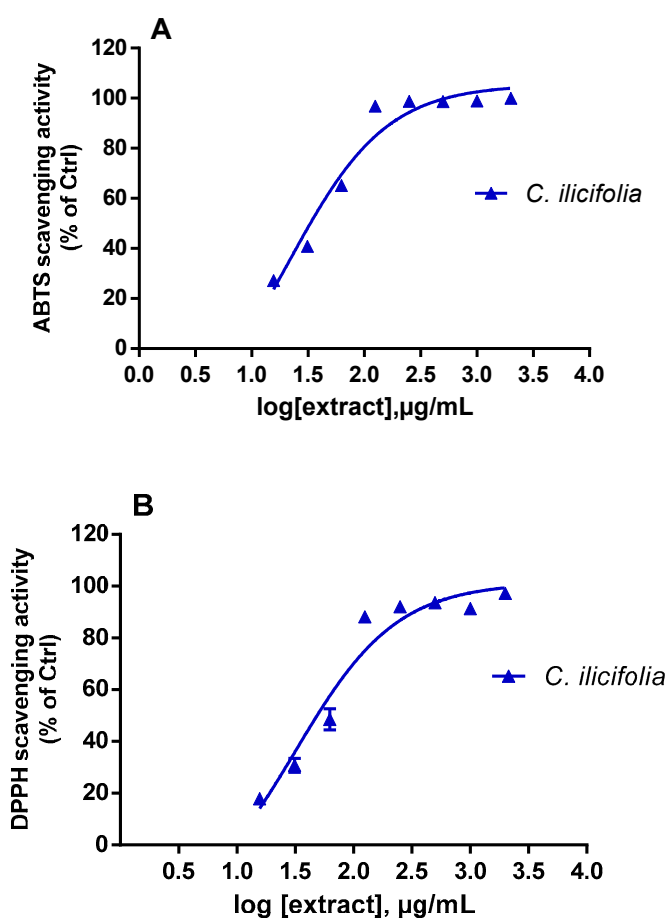 A
ABTS scavenging activity
(% of Ctrl)
120
100
80
60
40
20
0
0.0 0.5 1.0 1.5 2.0 2.5 3.0 3.5 4.0
log[extract],µg/mL
C. ilicifolia
B
DPPH scavenging activity
(% of Ctrl)
120
100
80
60
40
20
0
0.5 1.0 1.5 2.0 2.5 3.0 3.5 4.0
log [extract], µg/mL
C. ilicifolia